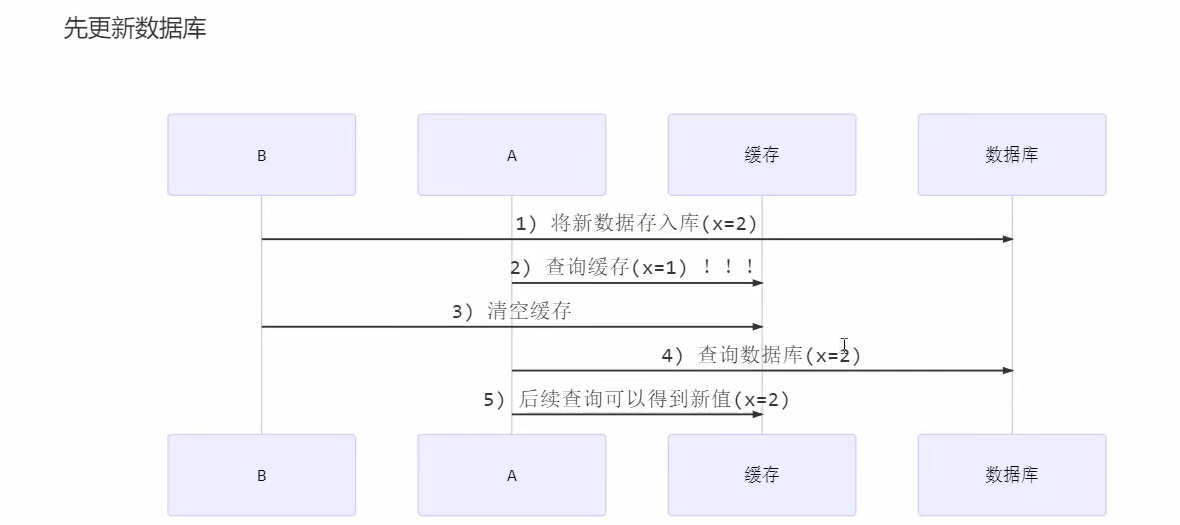 先更新数据库
B
A
缓存
数据库
1) 将新数据存入库(x=2)
2) 查询缓存(x=1) ! ! !
3) 清空缓存
4) 查询数据库(x=2)
5) 后续查询可以得到新值(x=2)
B
A
缓存
数据库